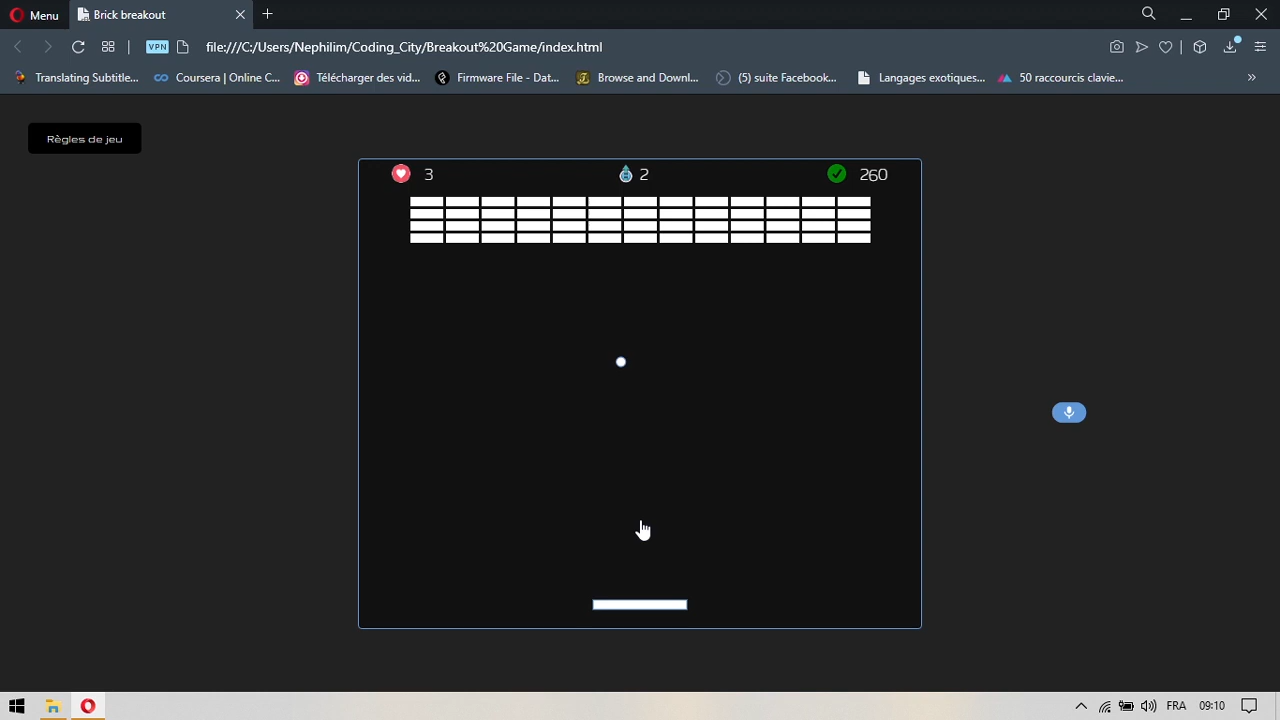 Menu
Brick breakout
VPN
file:///C:/Users/Nephilim/Coding_City/Breakout%20Game/index.html
Translating Subtitle...
Coursera | Online C...
Télécharger des vid...
Firmware File - Dat...
Browse and Downl...
(5) suite Facebook...
Langages exotiques...
50 raccourcis clavie...
Règles de jeu
3
2
260
FRA
09:10